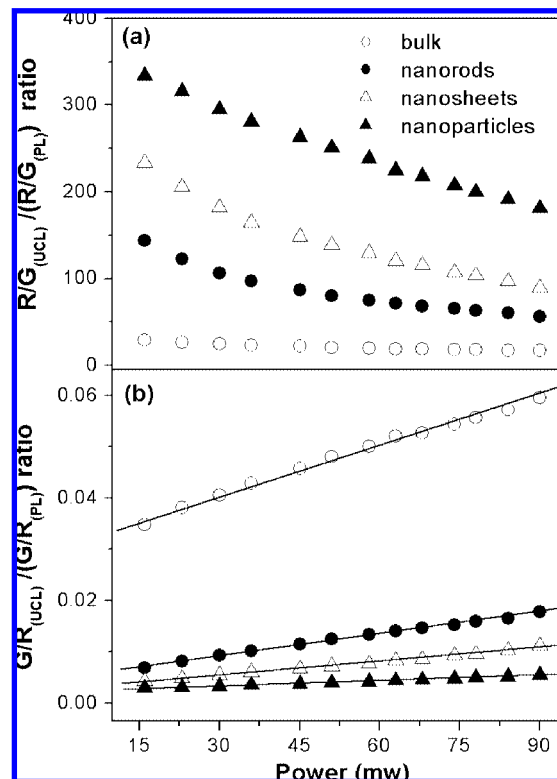 (a)
bulk
nanorods
nanosheets
nanoparticles
R/G(UCL) /(R/G(PL)) ratio
400
300
200
100
0
(b)
G/R(UCL) /(G/R(PL)) ratio
0.06
0.04
0.02
0.00
15 30 45 60 75 90
Power (mw)